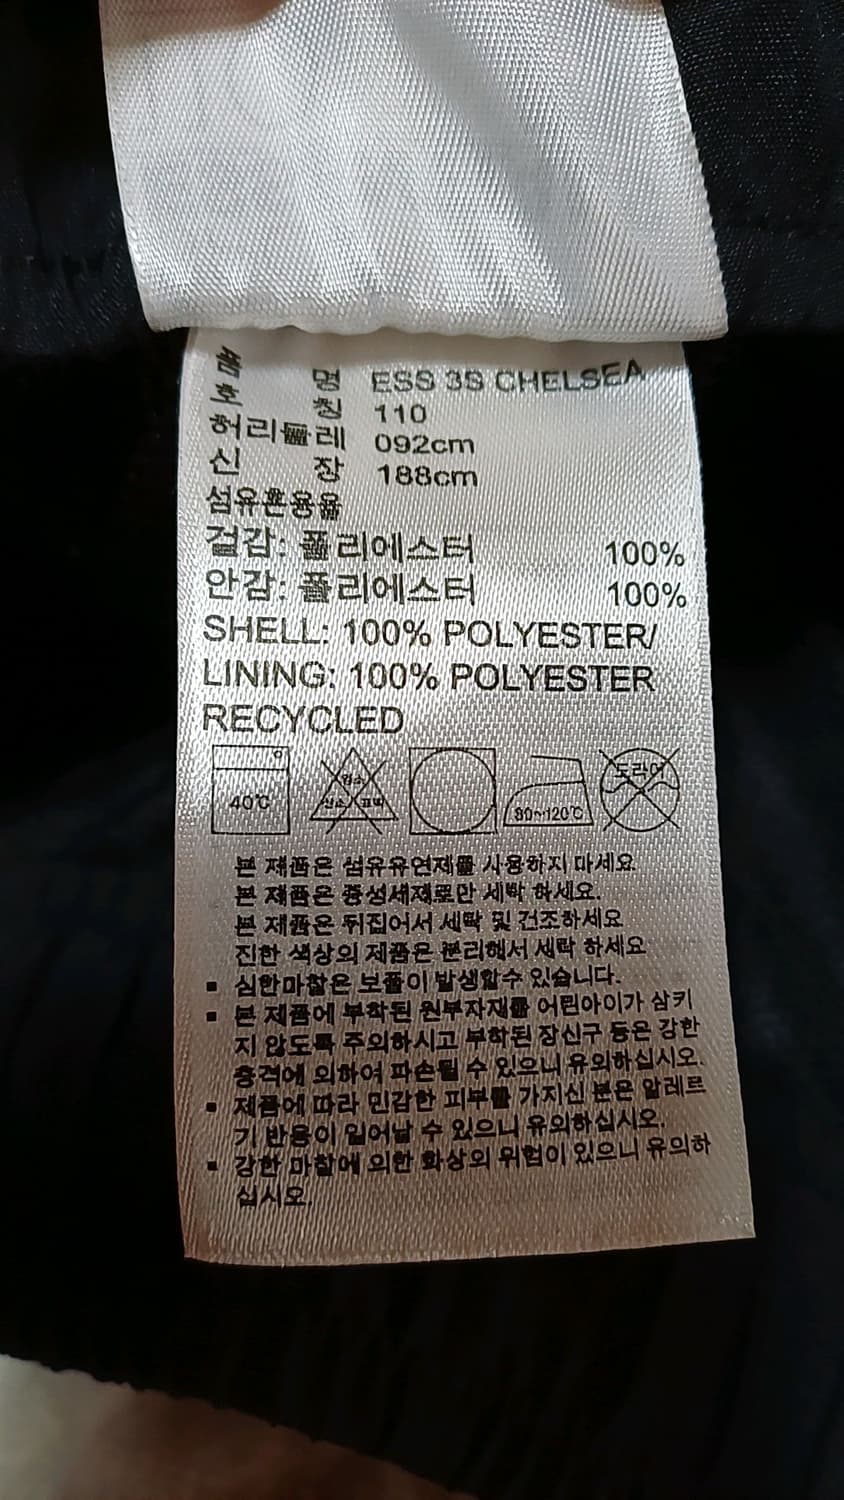 품 명 ESS 3S CHELSEA
호 칭 110
허리둘레 092cm
신 장 188cm
섬유혼용율
겉감: 폴리에스터 100%
안감: 폴리에스터 100%
SHELL: 100% POLYESTER/
LINING: 100% POLYESTER
RECYCLED
40℃ 염소 산소 표백 80~120℃ 드라이
본 제품은 섬유유연제를 사용하지 마세요
본 제품은 중성세제로만 세탁 하세요.
본 제품은 뒤집어서 세탁 및 건조하세요
진한 색상의 제품은 분리해서 세탁 하세요
▪ 심한마찰은 보풀이 발생할수 있습니다.
▪ 본 제품에 부착된 원부자재를 어린아이가 삼키
지 않도록 주의하시고 부착된 장신구 등은 강한
충격에 의하여 파손될 수 있으니 유의하십시오.
▪ 제품에 따라 민감한 피부를 가지신 분은 알레르
기 반응이 일어날 수 있으니 유의하십시오.
▪ 강한 마찰에 의한 화상의 위험이 있으니 유의하
십시오.